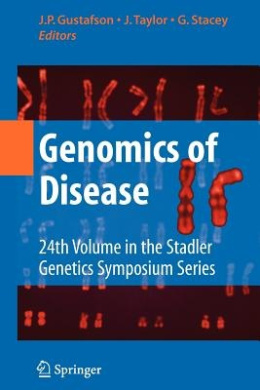 J.P. Gustafson • J. Taylor • G. Stacey
Editors
Genomics of
Disease
24th Volume in the Stadler
Genetics Symposium Series
Springer